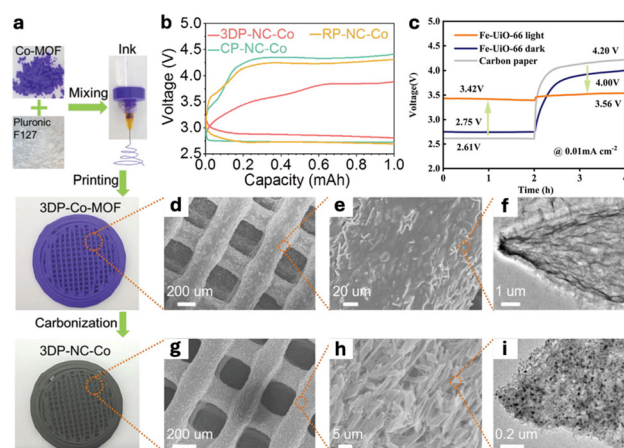 a
Co-MOF
Ink
Mixing
Pluronic
F127
Printing
3DP-Co-MOF
Carbonization
3DP-NC-Co
b
3DP-NC-Co
RP-NC-Co
CP-NC-Co
Voltage (V)
5.0
4.5
4.0
3.5
3.0
2.5
0.0 0.2 0.4 0.6 0.8 1.0
Capacity (mAh)
c
Fe-UiO-66 light
Fe-UiO-66 dark
Carbon paper
4.20 V
3.42V
4.00V
3.56 V
2.75 V
2.61V
@ 0.01mA cm-2
Voltage(V)
5.0
4.5
4.0
3.5
3.0
2.5
2.0
0 1 2 3 4
Time (h)
d
200 um
e
20 um
f
1 um
g
200 um
h
5 um
i
0.2 um